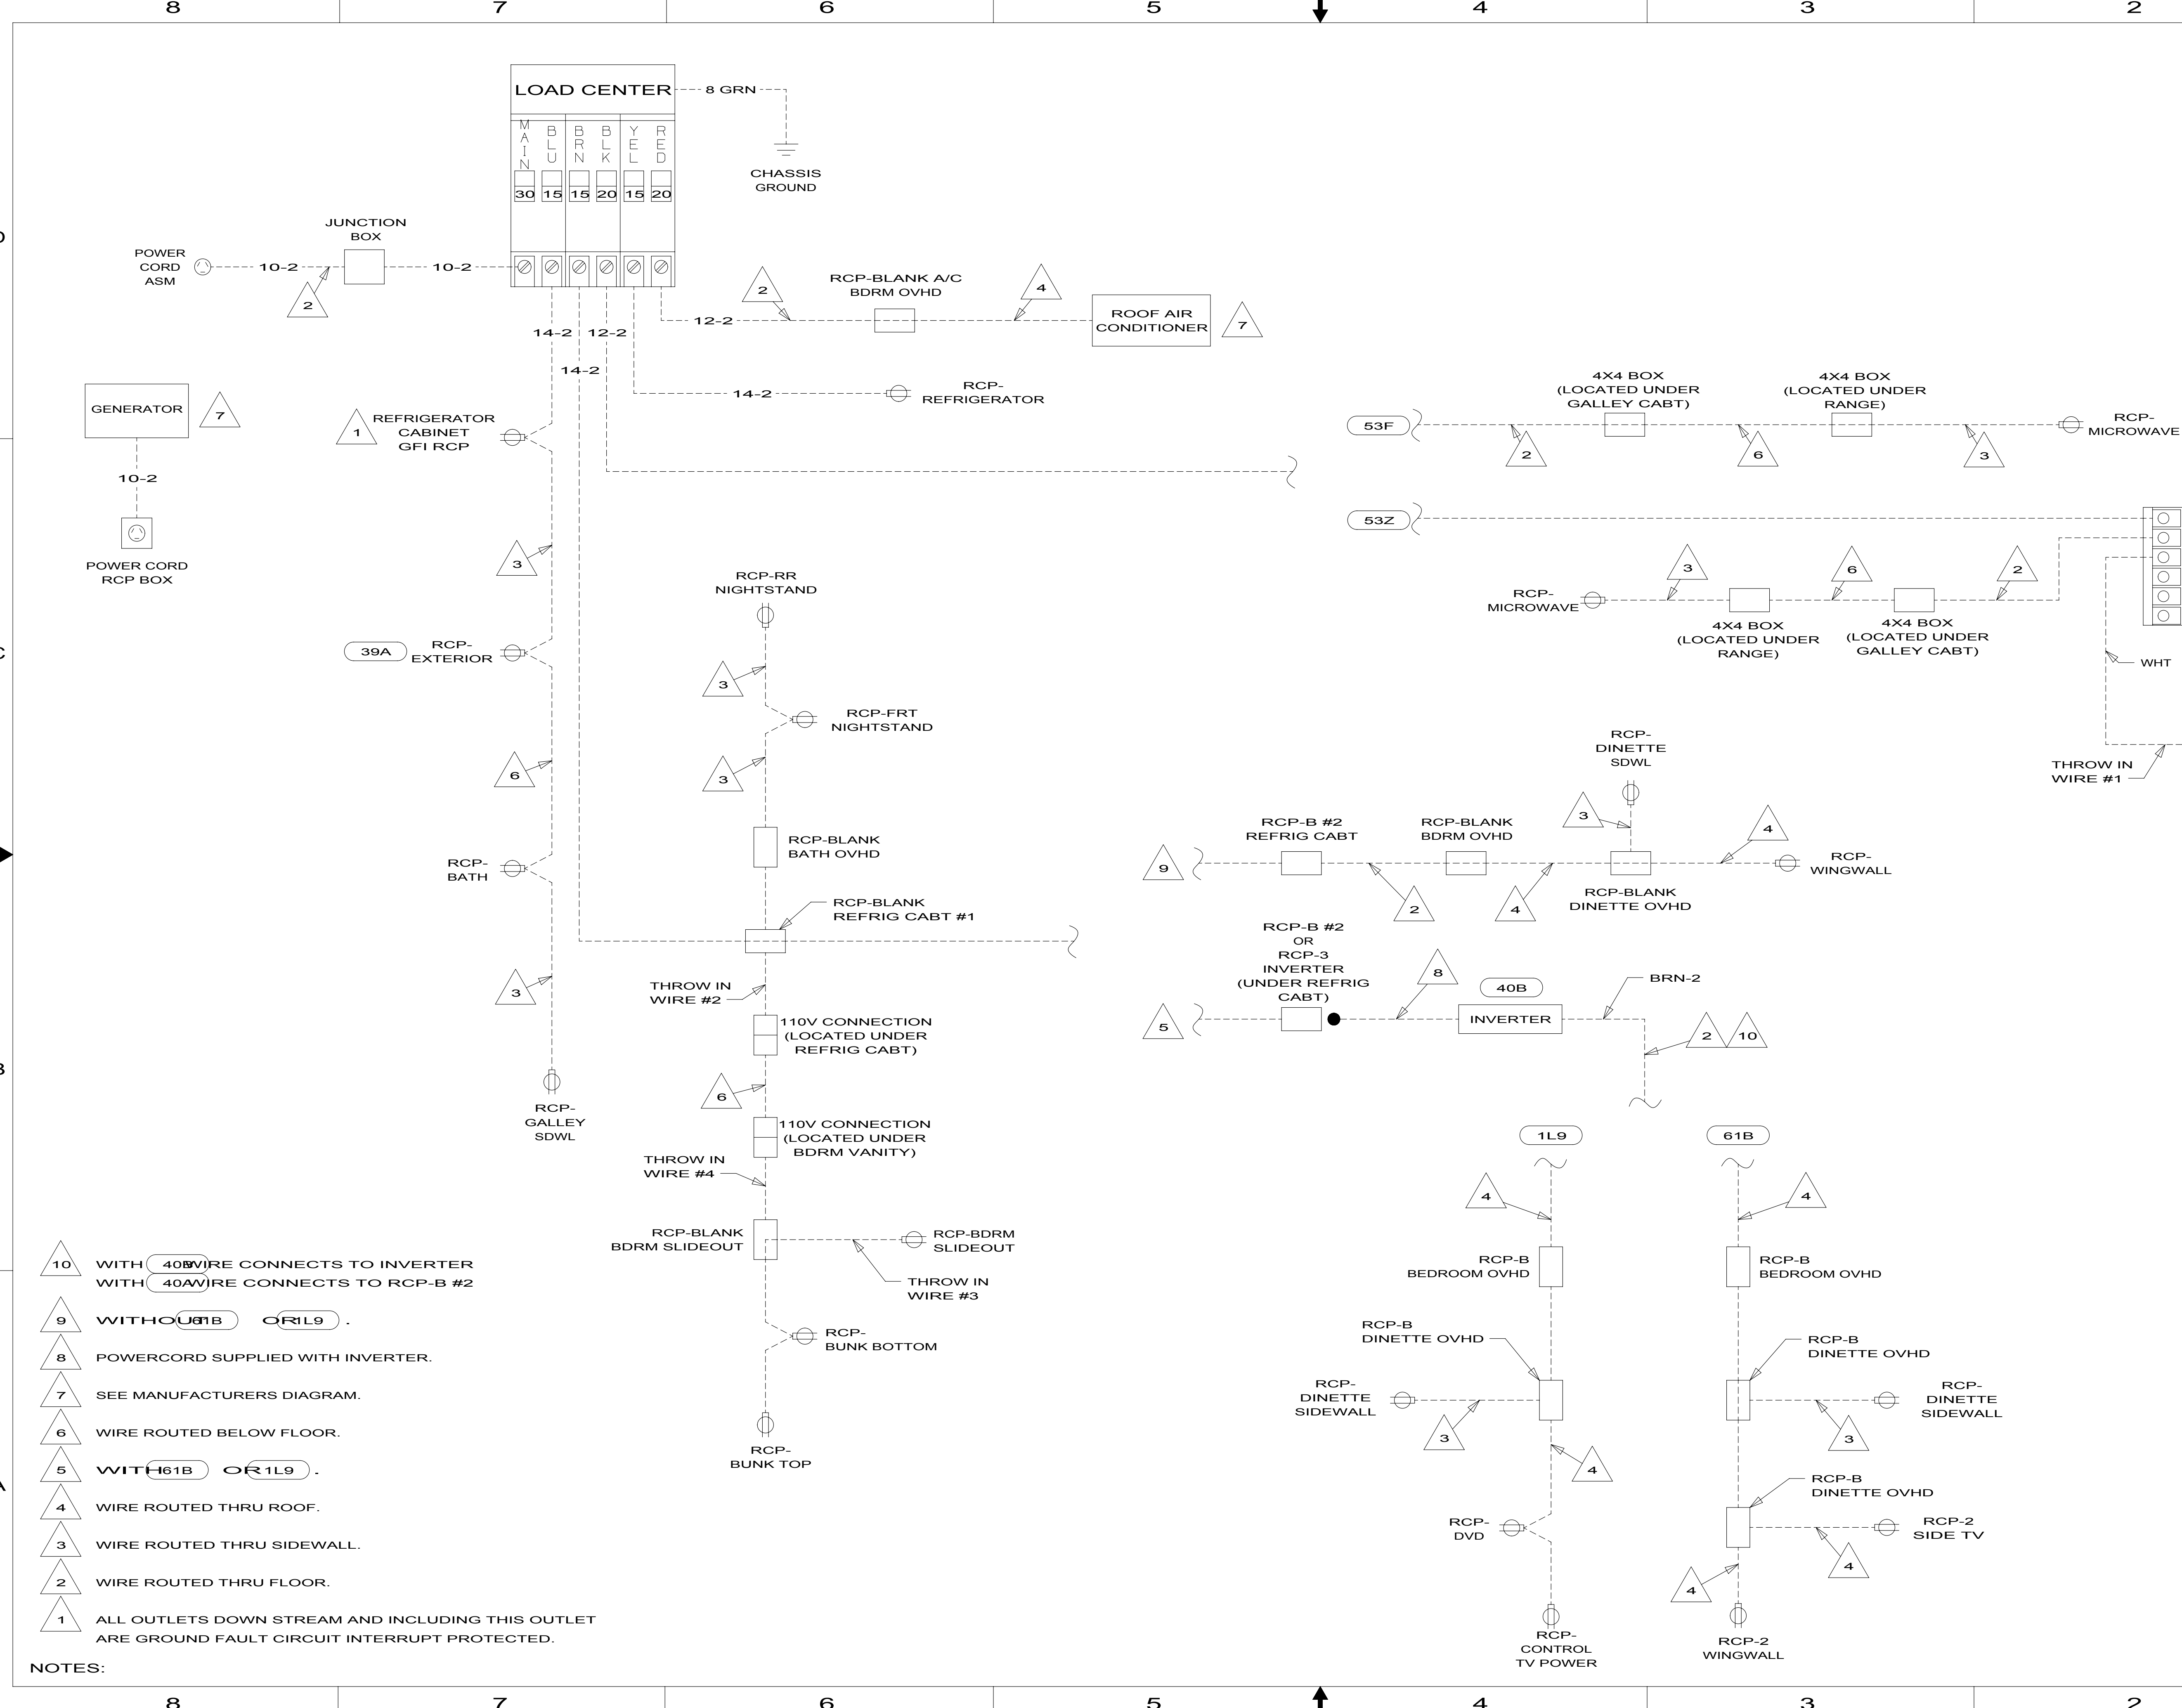 8 7 6 5 4 3 2
LOAD CENTER
8 GRN
CHASSIS
GROUND
MAIN BLU BRN BLK YEL RED
30 15 15 20 15 20
JUNCTION
BOX
POWER
CORD
ASM
10-2
10-2
2
D
14-2 12-2
14-2
12-2
2
RCP-BLANK A/C
BDRM OVHD
4
ROOF AIR
CONDITIONER
7
14-2
RCP-
REFRIGERATOR
GENERATOR
7
10-2
POWER CORD
RCP BOX
1
REFRIGERATOR
CABINET
GFI RCP
3
39A
RCP-
EXTERIOR
6
RCP-
BATH
3
RCP-
GALLEY
SDWL
C
RCP-RR
NIGHTSTAND
3
RCP-FRT
NIGHTSTAND
3
RCP-BLANK
BATH OVHD
RCP-BLANK
REFRIG CABT #1
THROW IN
WIRE #2
110V CONNECTION
(LOCATED UNDER
REFRIG CABT)
6
110V CONNECTION
(LOCATED UNDER
BDRM VANITY)
THROW IN
WIRE #4
RCP-BLANK
BDRM SLIDEOUT
RCP-BDRM
SLIDEOUT
THROW IN
WIRE #3
RCP-
BUNK BOTTOM
RCP-
BUNK TOP
53F
2
4X4 BOX
(LOCATED UNDER
GALLEY CABT)
6
4X4 BOX
(LOCATED UNDER
RANGE)
3
RCP-
MICROWAVE
53Z
RCP-
MICROWAVE
3
4X4 BOX
(LOCATED UNDER
RANGE)
6
4X4 BOX
(LOCATED UNDER
GALLEY CABT)
2
WHT
THROW IN
WIRE #1
9
RCP-B #2
REFRIG CABT
2
RCP-BLANK
BDRM OVHD
4
RCP-
DINETTE
SDWL
3
RCP-BLANK
DINETTE OVHD
4
RCP-
WINGWALL
5
RCP-B #2
OR
RCP-3
INVERTER
(UNDER REFRIG
CABT)
8
40B
INVERTER
BRN-2
2 10
B
1L9
4
RCP-B
BEDROOM OVHD
RCP-B
DINETTE OVHD
RCP-
DINETTE
SIDEWALL
3
4
RCP-
DVD
RCP-
CONTROL
TV POWER
61B
4
RCP-B
BEDROOM OVHD
RCP-B
DINETTE OVHD
RCP-
DINETTE
SIDEWALL
3
RCP-B
DINETTE OVHD
RCP-2
SIDE TV
4
4
RCP-2
WINGWALL
A
10 WITH 40B WIRE CONNECTS TO INVERTER
WITH 40A WIRE CONNECTS TO RCP-B #2
9 WITHOUT 61B OR 1L9 .
8 POWERCORD SUPPLIED WITH INVERTER.
7 SEE MANUFACTURERS DIAGRAM.
6 WIRE ROUTED BELOW FLOOR.
5 WITH 61B OR 1L9 .
4 WIRE ROUTED THRU ROOF.
3 WIRE ROUTED THRU SIDEWALL.
2 WIRE ROUTED THRU FLOOR.
1 ALL OUTLETS DOWN STREAM AND INCLUDING THIS OUTLET
ARE GROUND FAULT CIRCUIT INTERRUPT PROTECTED.
NOTES:
8 7 6 5 4 3 2